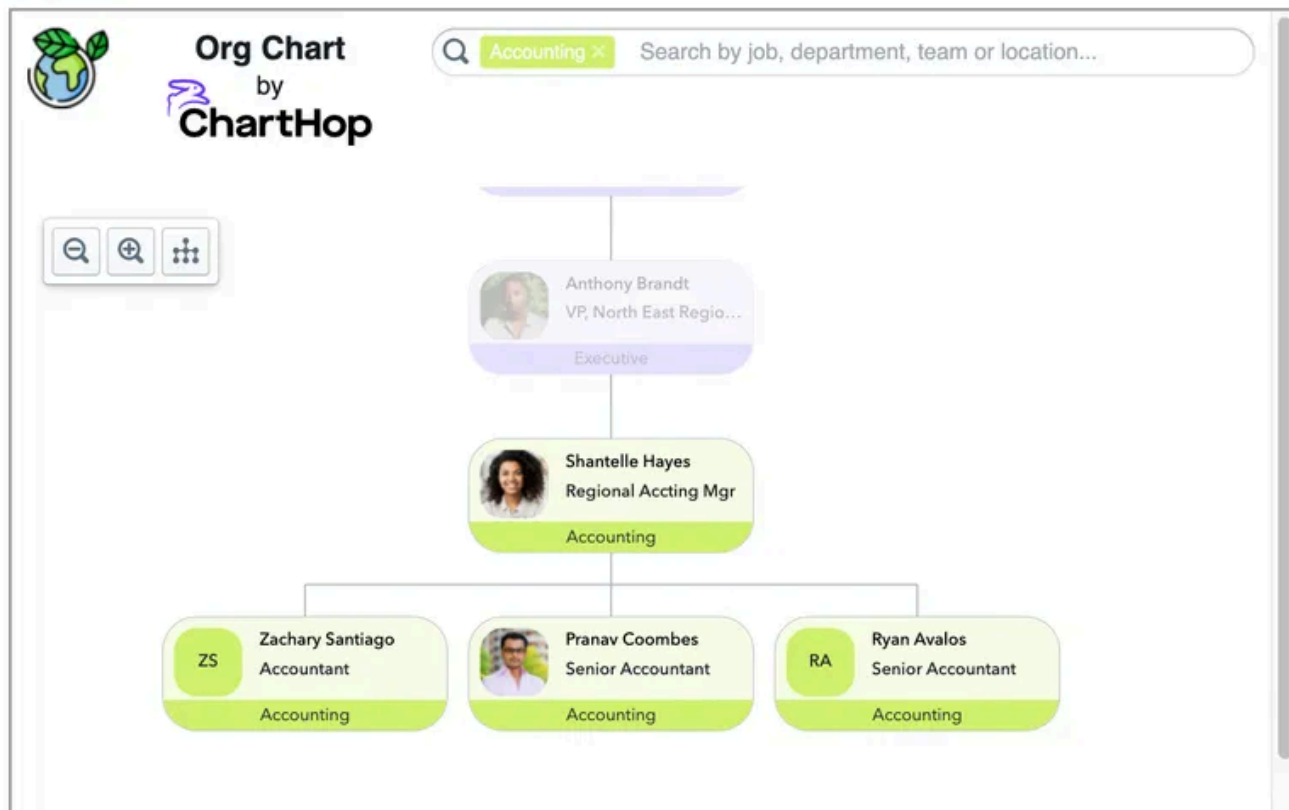 Org Chart
by
ChartHop
Accounting × Search by job, department, team or location...
Anthony Brandt
VP, North East Regio...
Executive
Shantelle Hayes
Regional Accting Mgr
Accounting
ZS
Zachary Santiago
Accountant
Accounting
Pranav Coombes
Senior Accountant
Accounting
RA
Ryan Avalos
Senior Accountant
Accounting